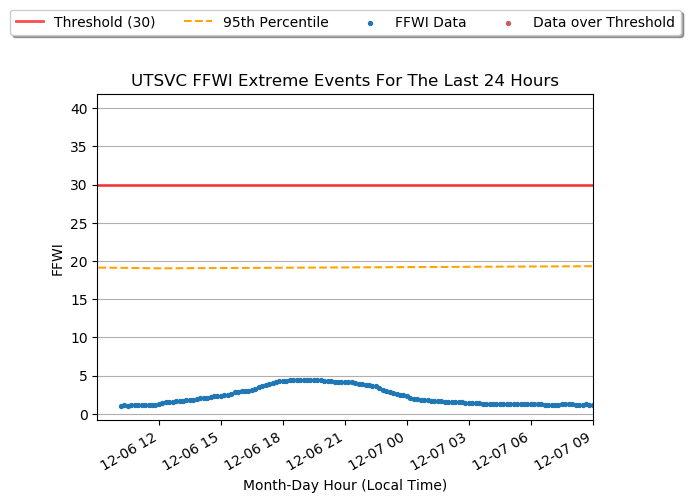 Threshold (30) 95th Percentile FFWI Data Data over Threshold
UTSVC FFWI Extreme Events For The Last 24 Hours
40
35
30
25
20
15
10
5
0
FFWI
12-06 12 12-06 15 12-06 18 12-06 21 12-07 00 12-07 03 12-07 06 12-07 09
Month-Day Hour (Local Time)